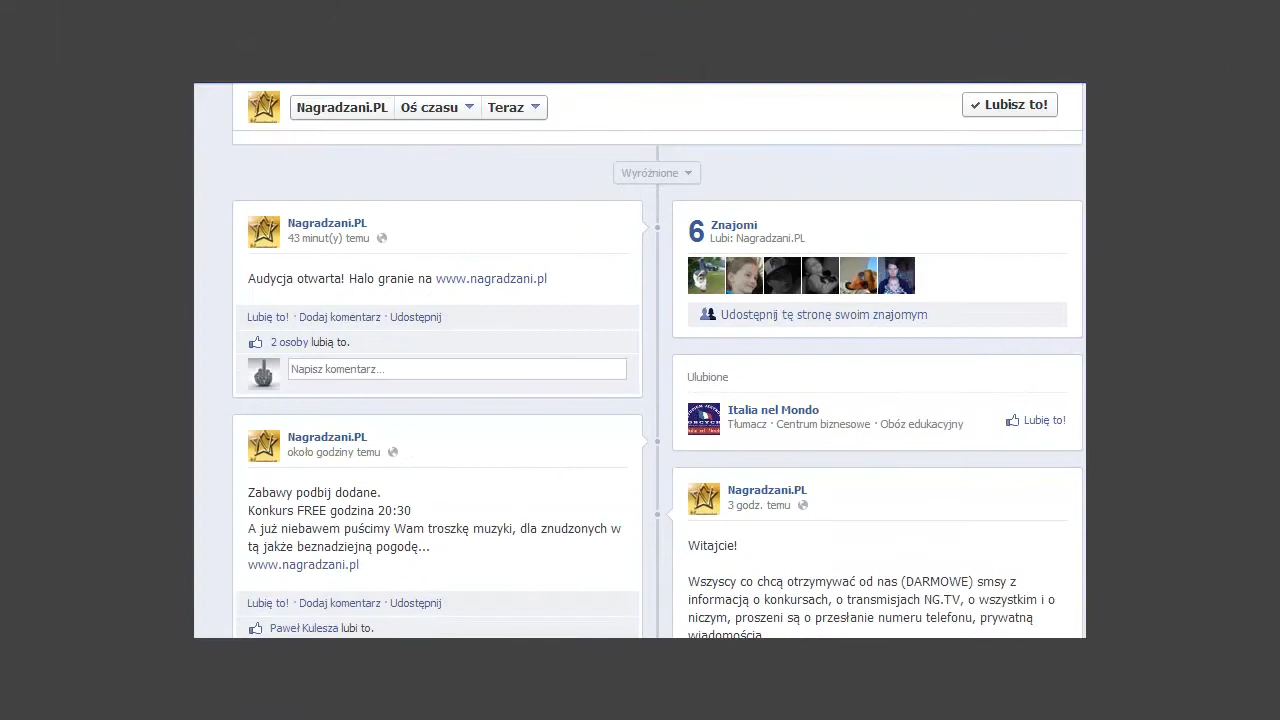 Nagradzani.PL Oś czasu Teraz
Lubisz to!
Wyróżnione
Nagradzani.PL
43 minut(y) temu
Audycja otwarta! Halo granie na www.nagradzani.pl
Lubię to! · Dodaj komentarz · Udostępnij
2 osoby lubią to.
Napisz komentarz...
Nagradzani.PL
około godziny temu
Zabawy podbij dodane.
Konkurs FREE godzina 20:30
A już niebawem puścimy Wam troszkę muzyki, dla znudzonych w
tą jakże beznadziejną pogodę...
www.nagradzani.pl
Lubię to! · Dodaj komentarz · Udostępnij
Paweł Kulesza lubi to.
6 Znajomi
Lubi: Nagradzani.PL
Udostępnij tę stronę swoim znajomym
Ulubione
Italia nel Mondo
Tłumacz · Centrum biznesowe · Obóz edukacyjny
Lubię to!
Nagradzani.PL
3 godz. temu
Witajcie!
Wszyscy co chcą otrzymywać od nas (DARMOWE) smsy z
informacją o konkursach, o transmisjach NG.TV, o wszystkim i o
niczym, proszeni są o przesłanie numeru telefonu, prywatną
wiadomością